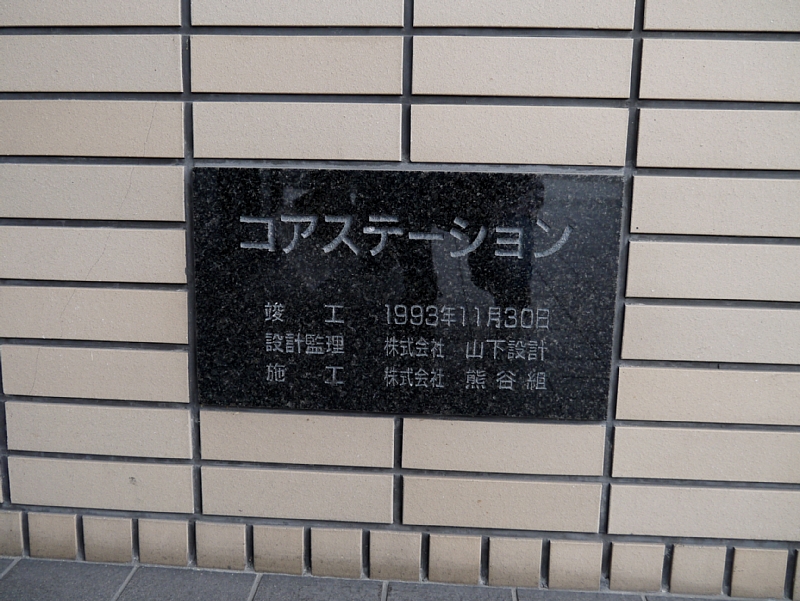 コアステーション
竣　工　1993年11月30日
設計監理　株式会社　山下設計
施　工　株式会社　熊谷組